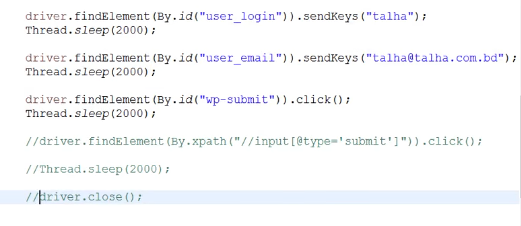 driver.findElement(By.id("user_login")).sendKeys("talha");
Thread.sleep(2000);
driver.findElement(By.id("user_email")).sendKeys("talha@talha.com.bd");
Thread.sleep(2000);
driver.findElement(By.id("wp-submit")).click();
Thread.sleep(2000);
//driver.findElement(By.xpath("//input[@type='submit']")).click();
//Thread.sleep(2000);
//driver.close();